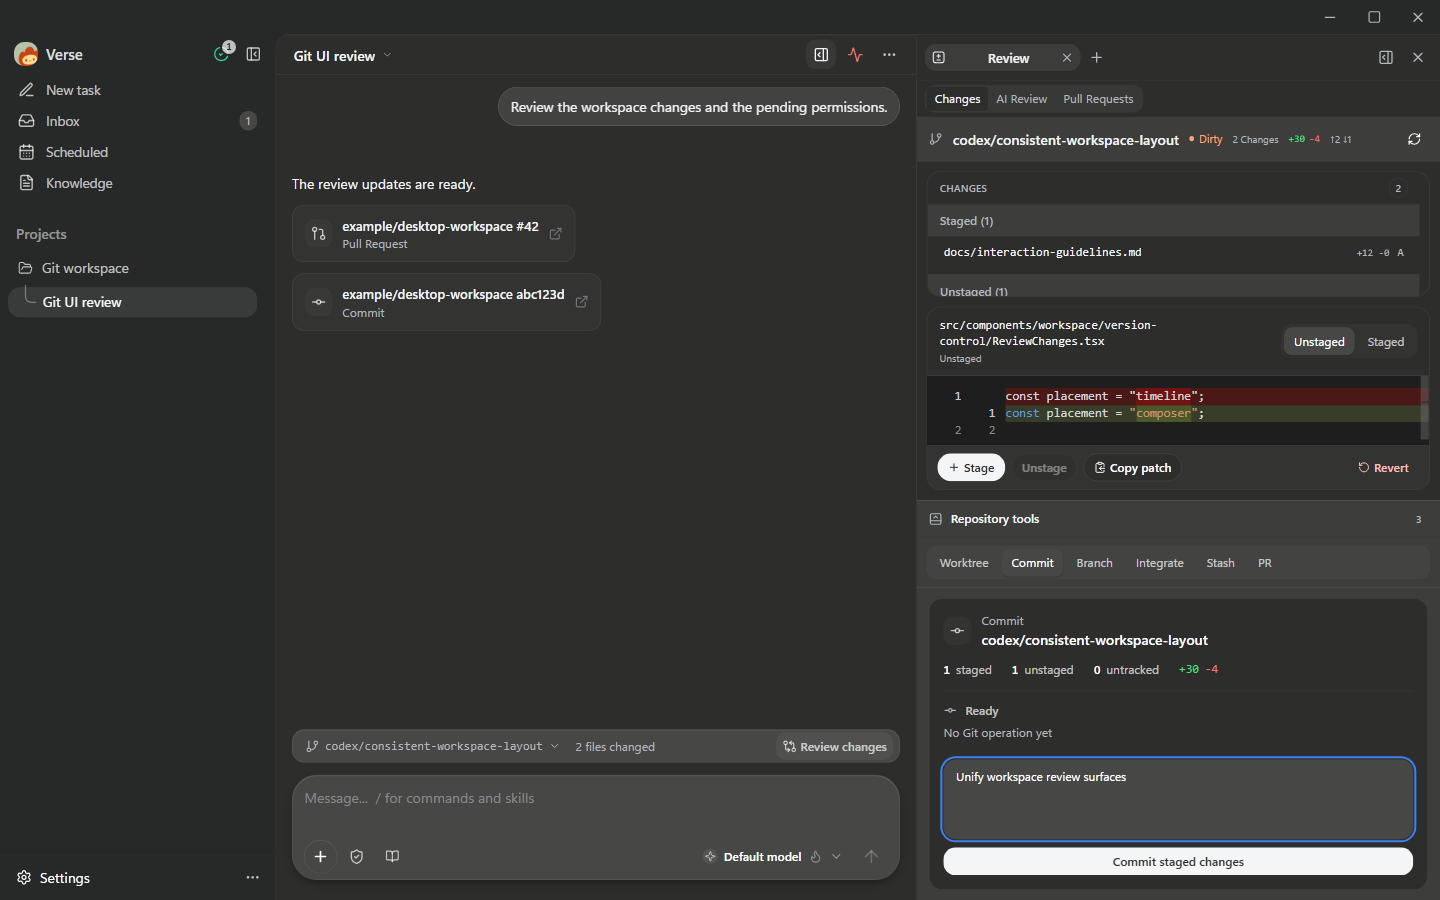 Verse
1
New task
Inbox
1
Scheduled
Knowledge
Projects
Git workspace
Git UI review
Settings
Git UI review
Review the workspace changes and the pending permissions.
The review updates are ready.
example/desktop-workspace #42
Pull Request
example/desktop-workspace abc123d
Commit
codex/consistent-workspace-layout
2 files changed
Review changes
Message... / for commands and skills
Default model
Review
Changes
AI Review
Pull Requests
codex/consistent-workspace-layout
Dirty
2 Changes
+30 -4
↑2 ↓1
CHANGES
2
Staged (1)
docs/interaction-guidelines.md
+12 -0 A
Unstaged (1)
src/components/workspace/version-
control/ReviewChanges.tsx
Unstaged
Unstaged
Staged
1 const placement = "timeline";
1 const placement = "composer";
2 2
Stage
Unstage
Copy patch
Revert
Repository tools
3
Worktree
Commit
Branch
Integrate
Stash
PR
Commit
codex/consistent-workspace-layout
1 staged
1 unstaged
0 untracked
+30 -4
Ready
No Git operation yet
Unify workspace review surfaces
Commit staged changes